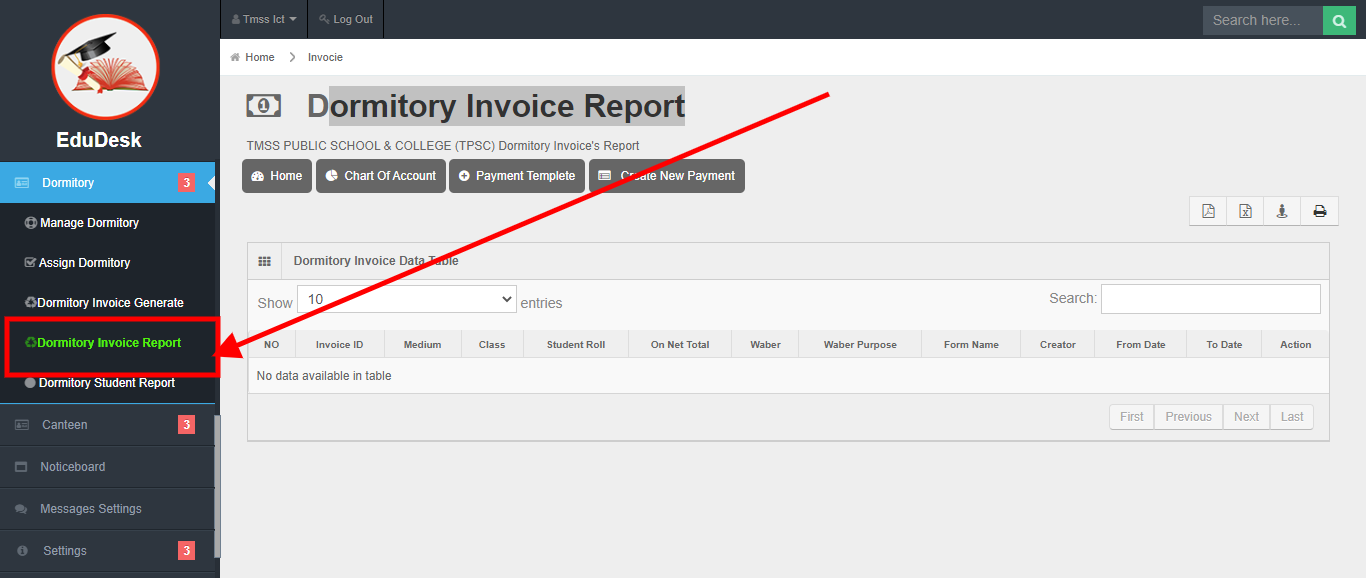 Tmss Ict
Log Out
Search here...
EduDesk
Home
Invocie
Dormitory Invoice Report
TMSS PUBLIC SCHOOL & COLLEGE (TPSC) Dormitory Invoice's Report
Home
Chart Of Account
Payment Templete
Create New Payment
Dormitory 3
Manage Dormitory
Assign Dormitory
Dormitory Invoice Generate
Dormitory Invoice Report
Dormitory Student Report
Canteen 3
Noticeboard
Messages Settings
Settings 3
Dormitory Invoice Data Table
Show 10 entries
Search:
NO Invoice ID Medium Class Student Roll On Net Total Waber Waber Purpose Form Name Creator From Date To Date Action
No data available in table
First Previous Next Last